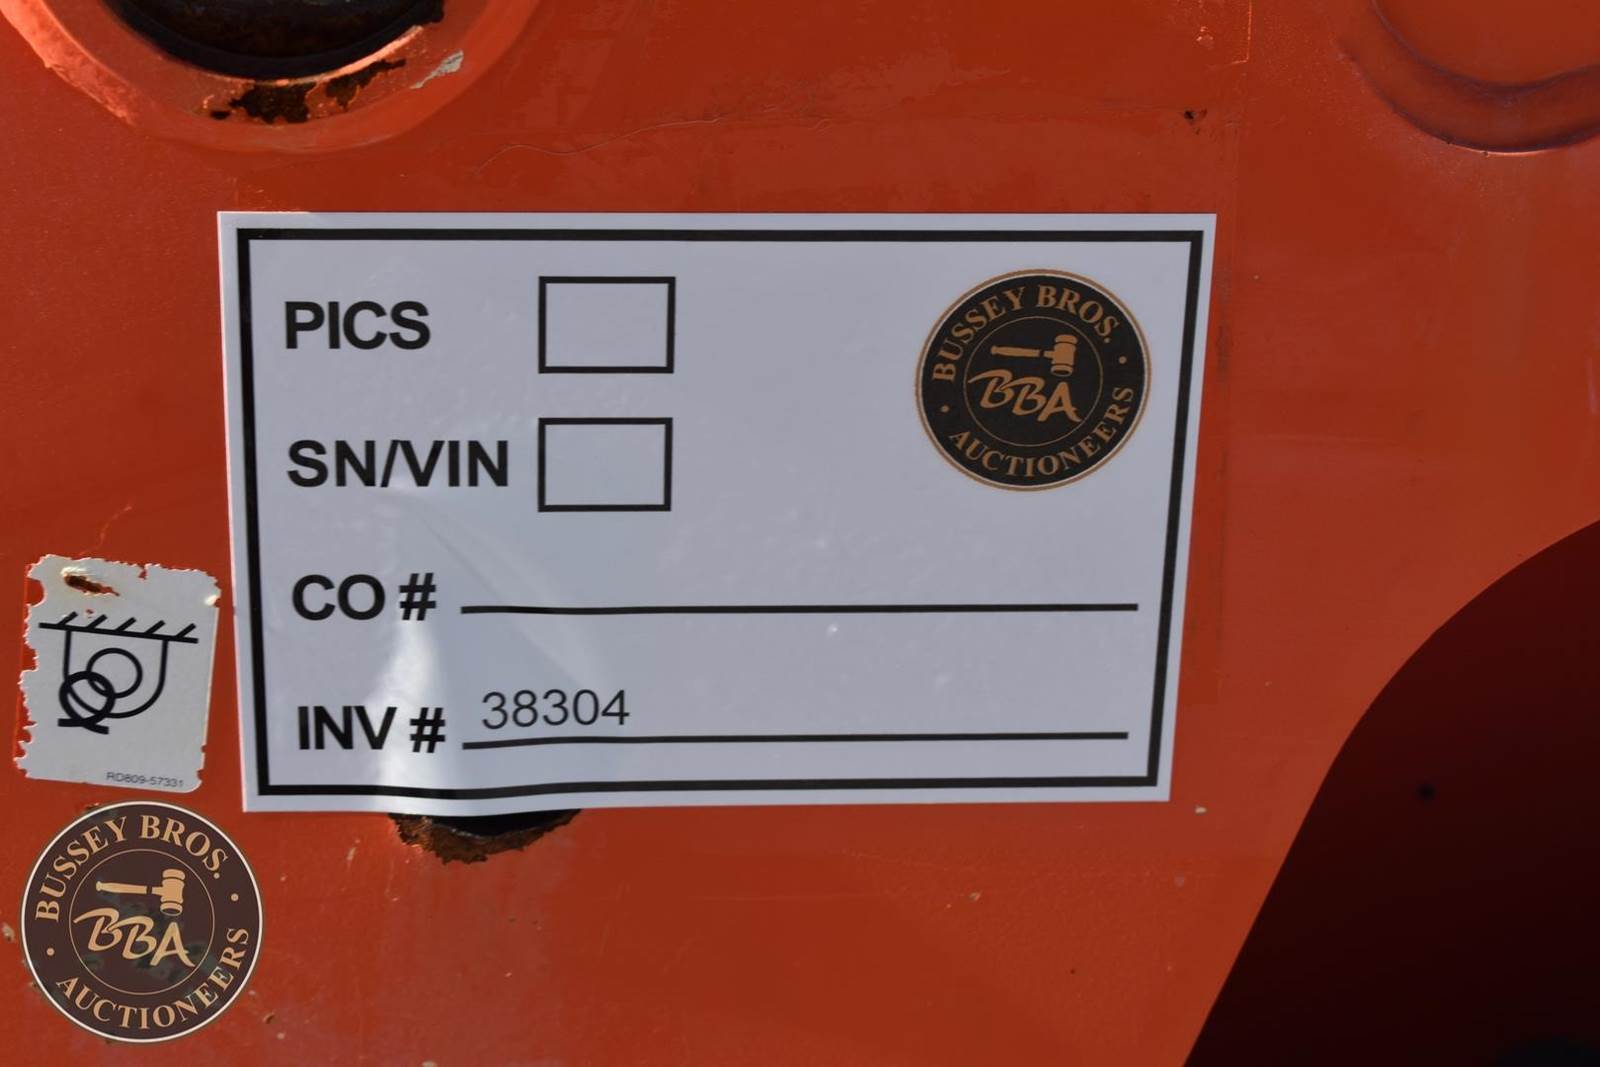 PICS
BUSSEY BROS.
BBA
AUCTIONEERS
SN/VIN
CO #
INV # 38304
RD809-57331
BUSSEY BROS.
BBA
AUCTIONEERS